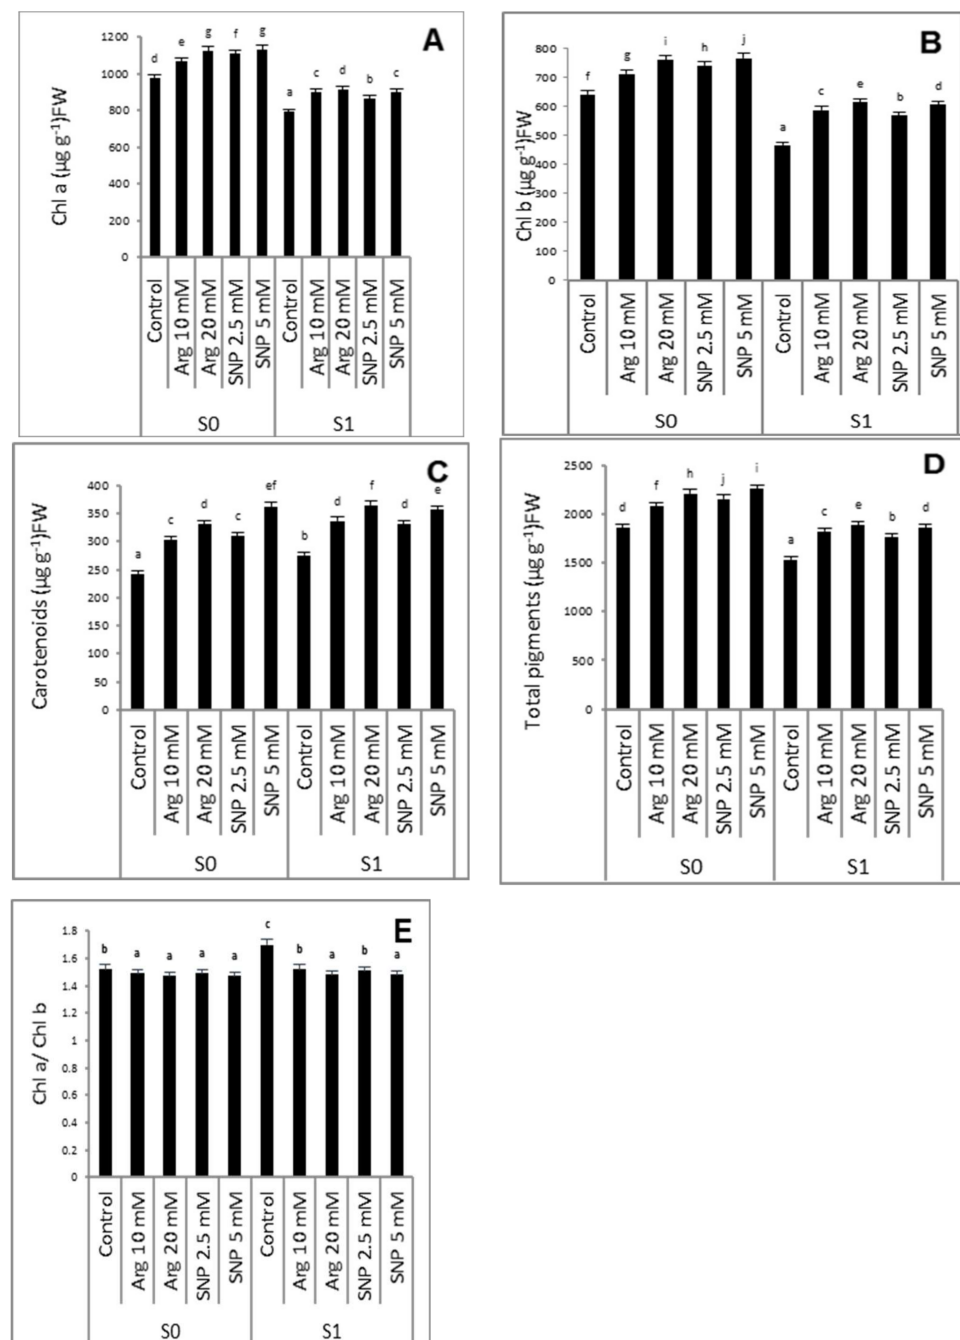 A
Chl a (µg g⁻¹)FW
1200
1000
800
600
400
200
0
d e g f g a c d b c
Control Arg 10 mM Arg 20 mM SNP 2.5 mM SNP 5 mM Control Arg 10 mM Arg 20 mM SNP 2.5 mM SNP 5 mM
S0 S1
B
Chl b (µg g⁻¹)FW
800
700
600
500
400
300
200
100
0
f g i h j a c e b d
Control Arg 10 mM Arg 20 mM SNP 2.5 mM SNP 5 mM Control Arg 10 mM Arg 20 mM SNP 2.5 mM SNP 5 mM
S0 S1
C
Carotenoids (µg g⁻¹)FW
400
350
300
250
200
150
100
50
0
a c d c ef b d f d e
Control Arg 10 mM Arg 20 mM SNP 2.5 mM SNP 5 mM Control Arg 10 mM Arg 20 mM SNP 2.5 mM SNP 5 mM
S0 S1
D
Total pigments (µg g⁻¹)FW
2500
2000
1500
1000
500
0
d f h j i a c e b d
Control Arg 10 mM Arg 20 mM SNP 2.5 mM SNP 5 mM Control Arg 10 mM Arg 20 mM SNP 2.5 mM SNP 5 mM
S0 S1
E
Chl a/ Chl b
1.8
1.6
1.4
1.2
1
0.8
0.6
0.4
0.2
0
b a a a a c b a b a
Control Arg 10 mM Arg 20 mM SNP 2.5 mM SNP 5 mM Control Arg 10 mM Arg 20 mM SNP 2.5 mM SNP 5 mM
S0 S1